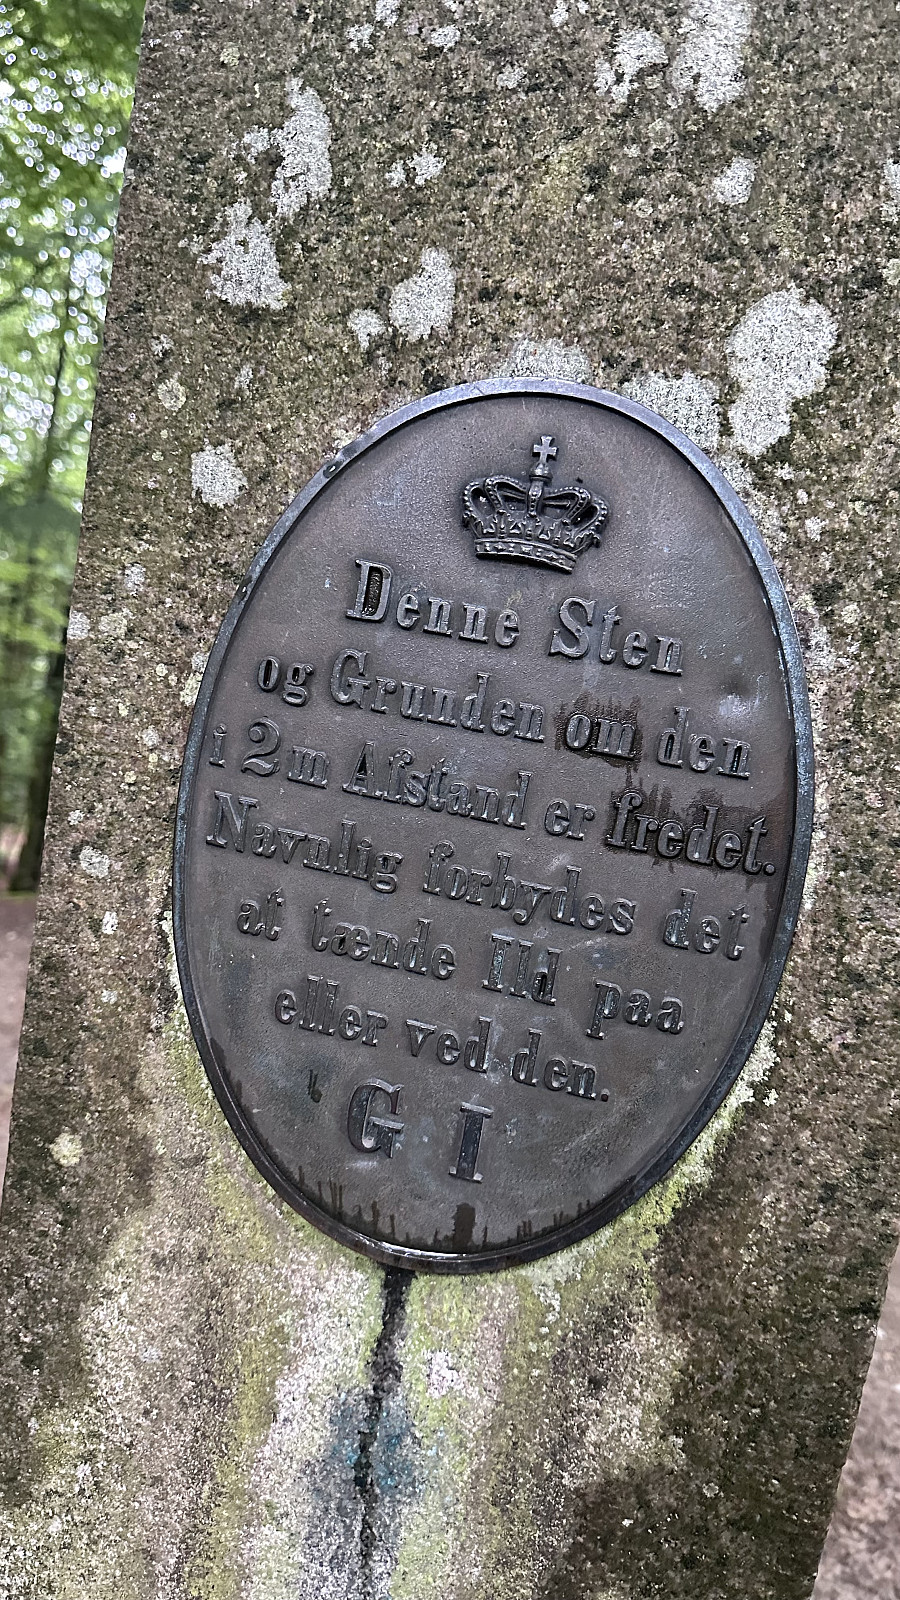 Denne Sten
og Grunden om den
i 2 m Afstand er fredet.
Navnlig forbydes det
at tænde Ild paa
eller ved den.
G I